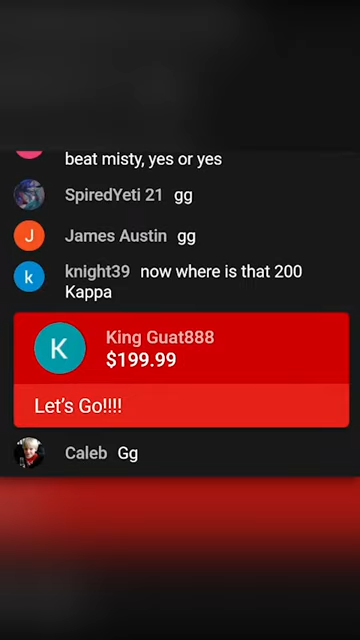 beat misty, yes or yes
SpiredYeti 21 gg
J
James Austin gg
k
knight39 now where is that 200
Kappa
K
King Guat888
$199.99
Let's Go!!!!
Caleb Gg